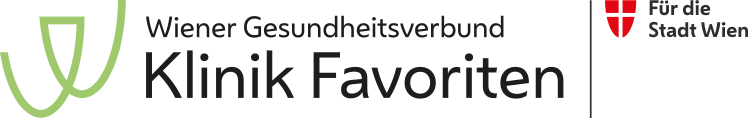 Wiener Gesundheitsverbund
Klinik Favoriten
Für die
Stadt Wien